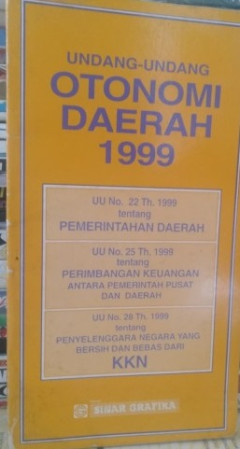 UNDANG-UNDANG
OTONOMI
DAERAH
1999
UU No. 22 Th. 1999
tentang
PEMERINTAHAN DAERAH
UU No. 25 Th, 1999
tentang
PERIMBANGAN KEUANGAN
ANTARA PEMERINTAH PUSAT
DAN DAERAH
UU No. 28 Th. 1999
tentang
PENYELENGGARA NEGARA YANG
BERSIH DAN BEBAS DARI
KKN
SINAR GRAFIKA